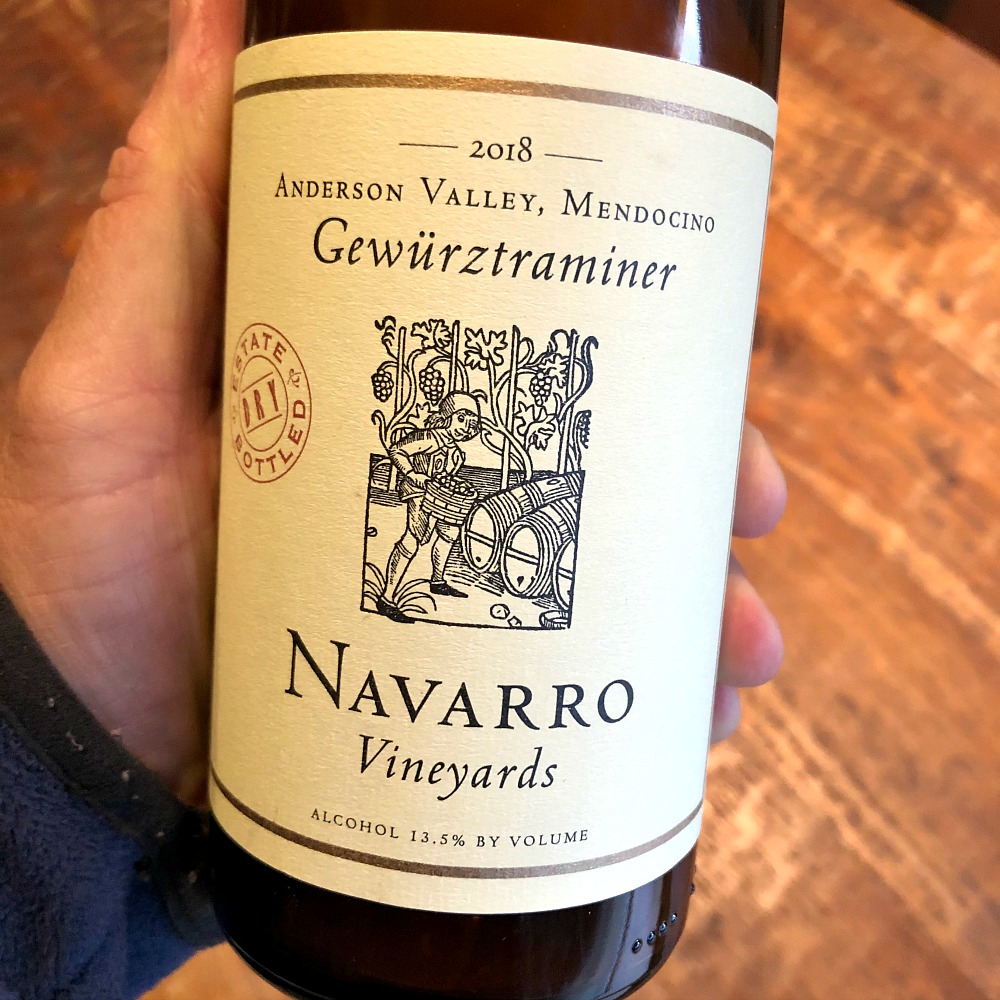 2018
ANDERSON VALLEY, MENDOCINO
Gewürztraminer
ESTATE
DRY
BOTTLED
NAVARRO
Vineyards
ALCOHOL 13.5% BY VOLUME